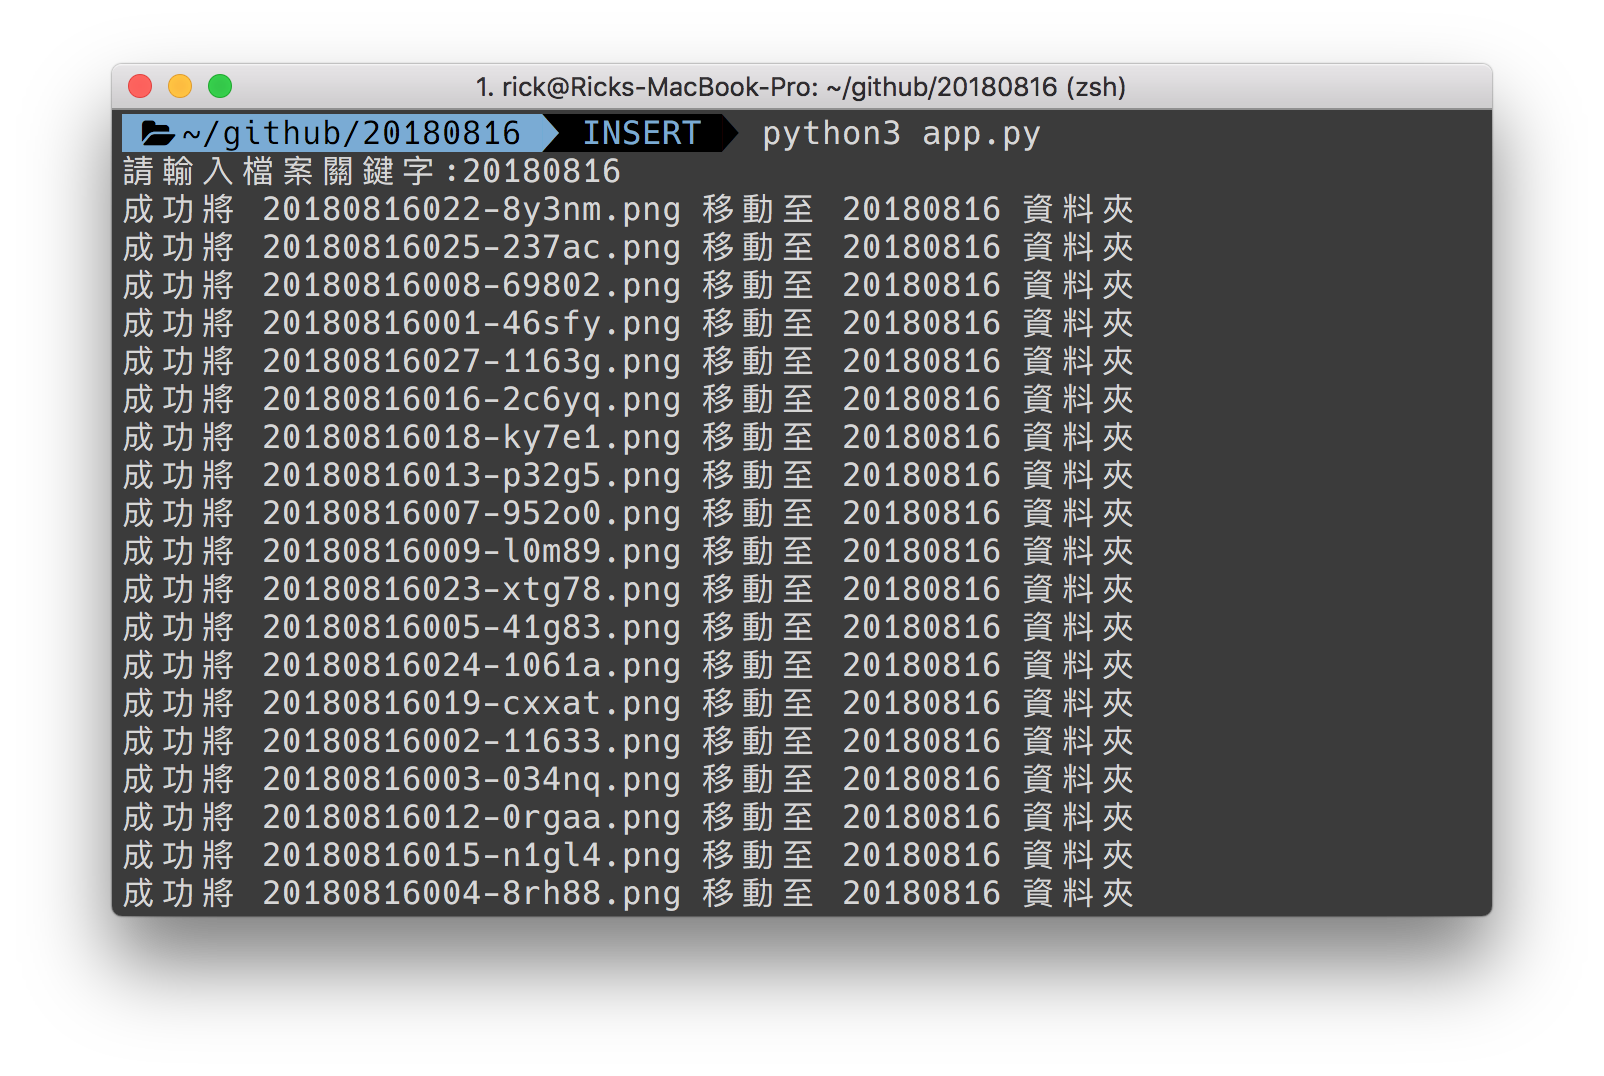 1. rick@Ricks-MacBook-Pro: ~/github/20180816 (zsh)
~/github/20180816 INSERT python3 app.py
請輸入檔案關鍵字:20180816
成功將 20180816022-8y3nm.png 移動至 20180816 資料夾
成功將 20180816025-237ac.png 移動至 20180816 資料夾
成功將 20180816008-69802.png 移動至 20180816 資料夾
成功將 20180816001-46sfy.png 移動至 20180816 資料夾
成功將 20180816027-1163g.png 移動至 20180816 資料夾
成功將 20180816016-2c6yq.png 移動至 20180816 資料夾
成功將 20180816018-ky7e1.png 移動至 20180816 資料夾
成功將 20180816013-p32g5.png 移動至 20180816 資料夾
成功將 20180816007-952o0.png 移動至 20180816 資料夾
成功將 20180816009-l0m89.png 移動至 20180816 資料夾
成功將 20180816023-xtg78.png 移動至 20180816 資料夾
成功將 20180816005-41g83.png 移動至 20180816 資料夾
成功將 20180816024-1061a.png 移動至 20180816 資料夾
成功將 20180816019-cxxat.png 移動至 20180816 資料夾
成功將 20180816002-11633.png 移動至 20180816 資料夾
成功將 20180816003-034nq.png 移動至 20180816 資料夾
成功將 20180816012-0rgaa.png 移動至 20180816 資料夾
成功將 20180816015-n1gl4.png 移動至 20180816 資料夾
成功將 20180816004-8rh88.png 移動至 20180816 資料夾